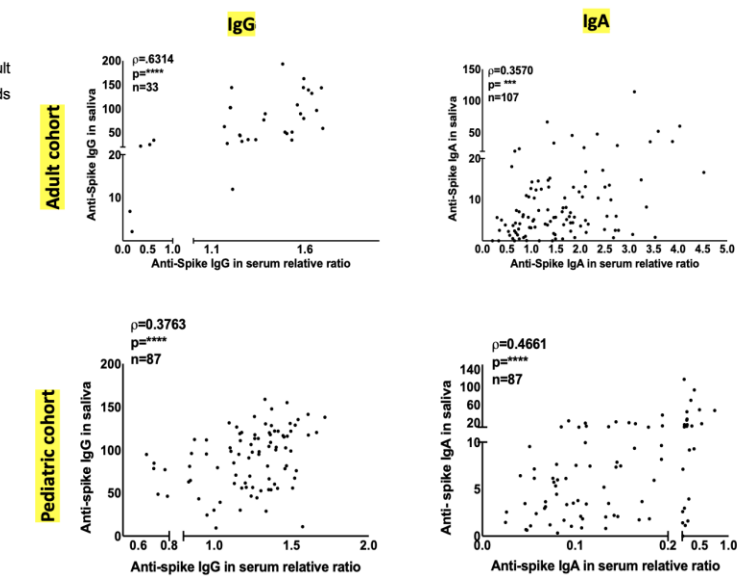 IgG
IgA
ult
ds
Adult cohort
Anti-Spike IgG in saliva
200
150
100
50
20
10
ρ=.6314
p=****
n=33
0.0 0.5 1.0 1.1 1.6
Anti-Spike IgG in serum relative ratio
Anti-Spike IgA in saliva
150
100
50
20
10
ρ=0.3570
p= ***
n=107
0.0 0.5 1.0 1.5 2.0 2.5 3.0 3.5 4.0 4.5 5.0
Anti-Spike IgA in serum relative ratio
Pediatric cohort
Anti-spike IgG in saliva
200
150
100
50
0
ρ=0.3763
p=****
n=87
0.6 0.8 1.0 1.5 2.0
Anti-spike IgG in serum relative ratio
Anti- spike IgA in saliva
140
100
60
20
10
5
0
ρ=0.4661
p=****
n=87
0.0 0.1 0.2 0.5 1.0
Anti-spike IgA in serum relative ratio